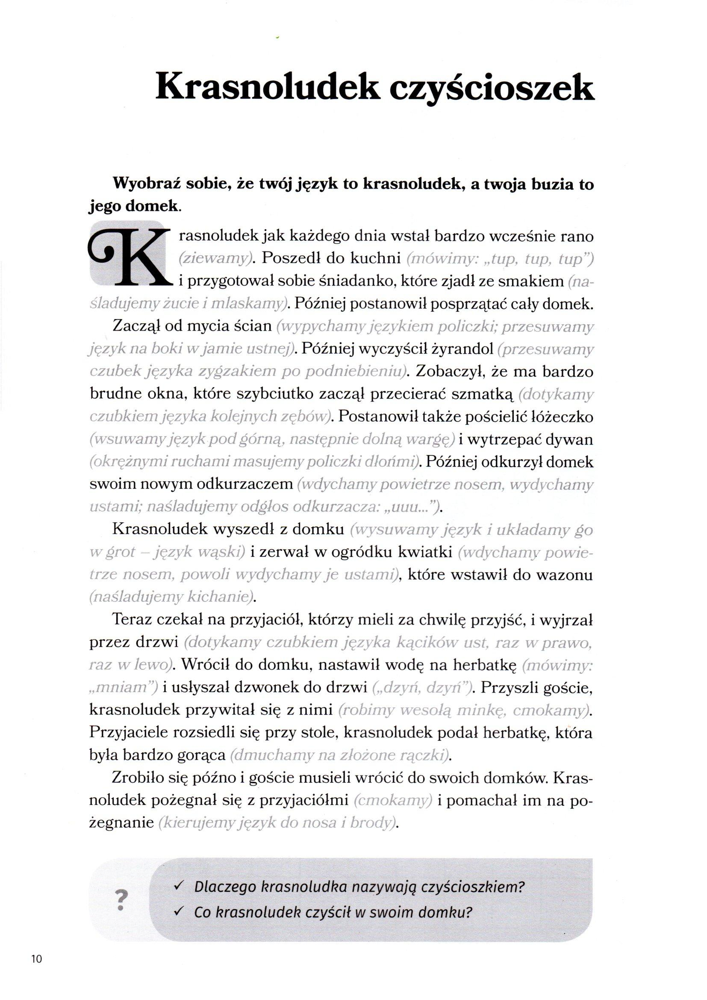 Krasnoludek czyścioszek
Wyobraź sobie, że twój język to krasnoludek, a twoja buzia to
jego domek.
Krasnoludek jak każdego dnia wstał bardzo wcześnie rano
(ziewamy). Poszedł do kuchni (mówimy: „tup, tup, tup”)
i przygotował sobie śniadanko, które zjadł ze smakiem (na-
śladujemy żucie i mlaskamy). Później postanowił posprzątać cały domek.
Zaczął od mycia ścian (wypychamy językiem policzki; przesuwamy
język na boki w jamie ustnej). Później wyczyścił żyrandol (przesuwamy
czubek języka zygzakiem po podniebieniu). Zobaczył, że ma bardzo
brudne okna, które szybciutko zaczął przecierać szmatką (dotykamy
czubkiem języka kolejnych zębów). Postanowił także pościelić łóżeczko
(wsuwamy język pod górną, następnie dolną wargę) i wytrzepać dywan
(okrężnymi ruchami masujemy policzki dłońmi). Później odkurzył domek
swoim nowym odkurzaczem (wdychamy powietrze nosem, wydychamy
ustami; naśladujemy odgłos odkurzacza: „uuu...”).
Krasnoludek wyszedł z domku (wysuwamy język i układamy go
w grot – język wąski) i zerwał w ogródku kwiatki (wdychamy powie-
trze nosem, powoli wydychamy je ustami), które wstawił do wazonu
(naśladujemy kichanie).
Teraz czekał na przyjaciół, którzy mieli za chwilę przyjść, i wyjrzał
przez drzwi (dotykamy czubkiem języka kącików ust, raz w prawo,
raz w lewo). Wrócił do domku, nastawił wodę na herbatkę (mówimy:
„mniam”) i usłyszał dzwonek do drzwi („dzyń, dzyń”). Przyszli goście,
krasnoludek przywitał się z nimi (robimy wesołą minkę, cmokamy).
Przyjaciele rozsiedli się przy stole, krasnoludek podał herbatkę, która
była bardzo gorąca (dmuchamy na złożone rączki).
Zrobiło się późno i goście musieli wrócić do swoich domków. Kras-
noludek pożegnał się z przyjaciółmi (cmokamy) i pomachał im na po-
żegnanie (kierujemy język do nosa i brody).
?
✓ Dlaczego krasnoludka nazywają czyścioszkiem?
✓ Co krasnoludek czyścił w swoim domku?
10